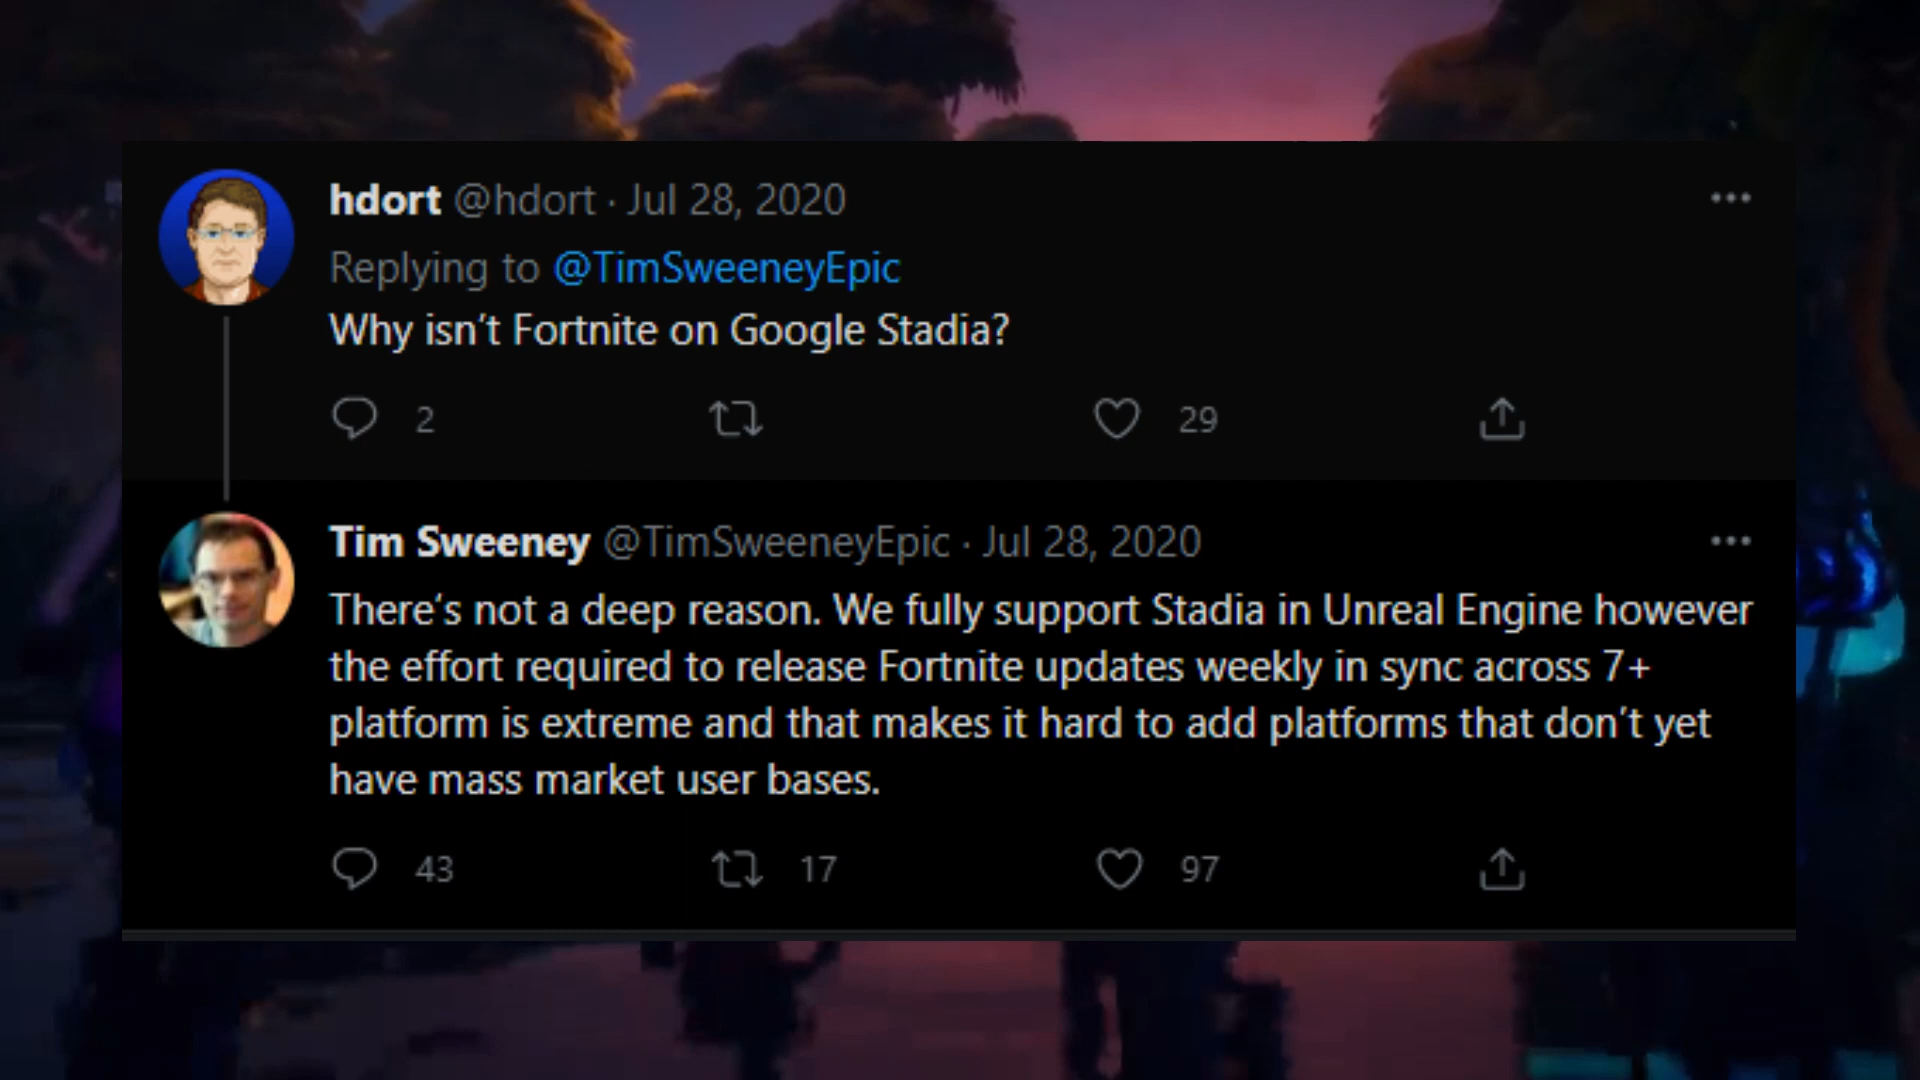 hdort @hdort · Jul 28, 2020
Replying to @TimSweeneyEpic
Why isn’t Fortnite on Google Stadia?
2 29
Tim Sweeney @TimSweeneyEpic · Jul 28, 2020
There’s not a deep reason. We fully support Stadia in Unreal Engine however
the effort required to release Fortnite updates weekly in sync across 7+
platform is extreme and that makes it hard to add platforms that don’t yet
have mass market user bases.
43 17 97